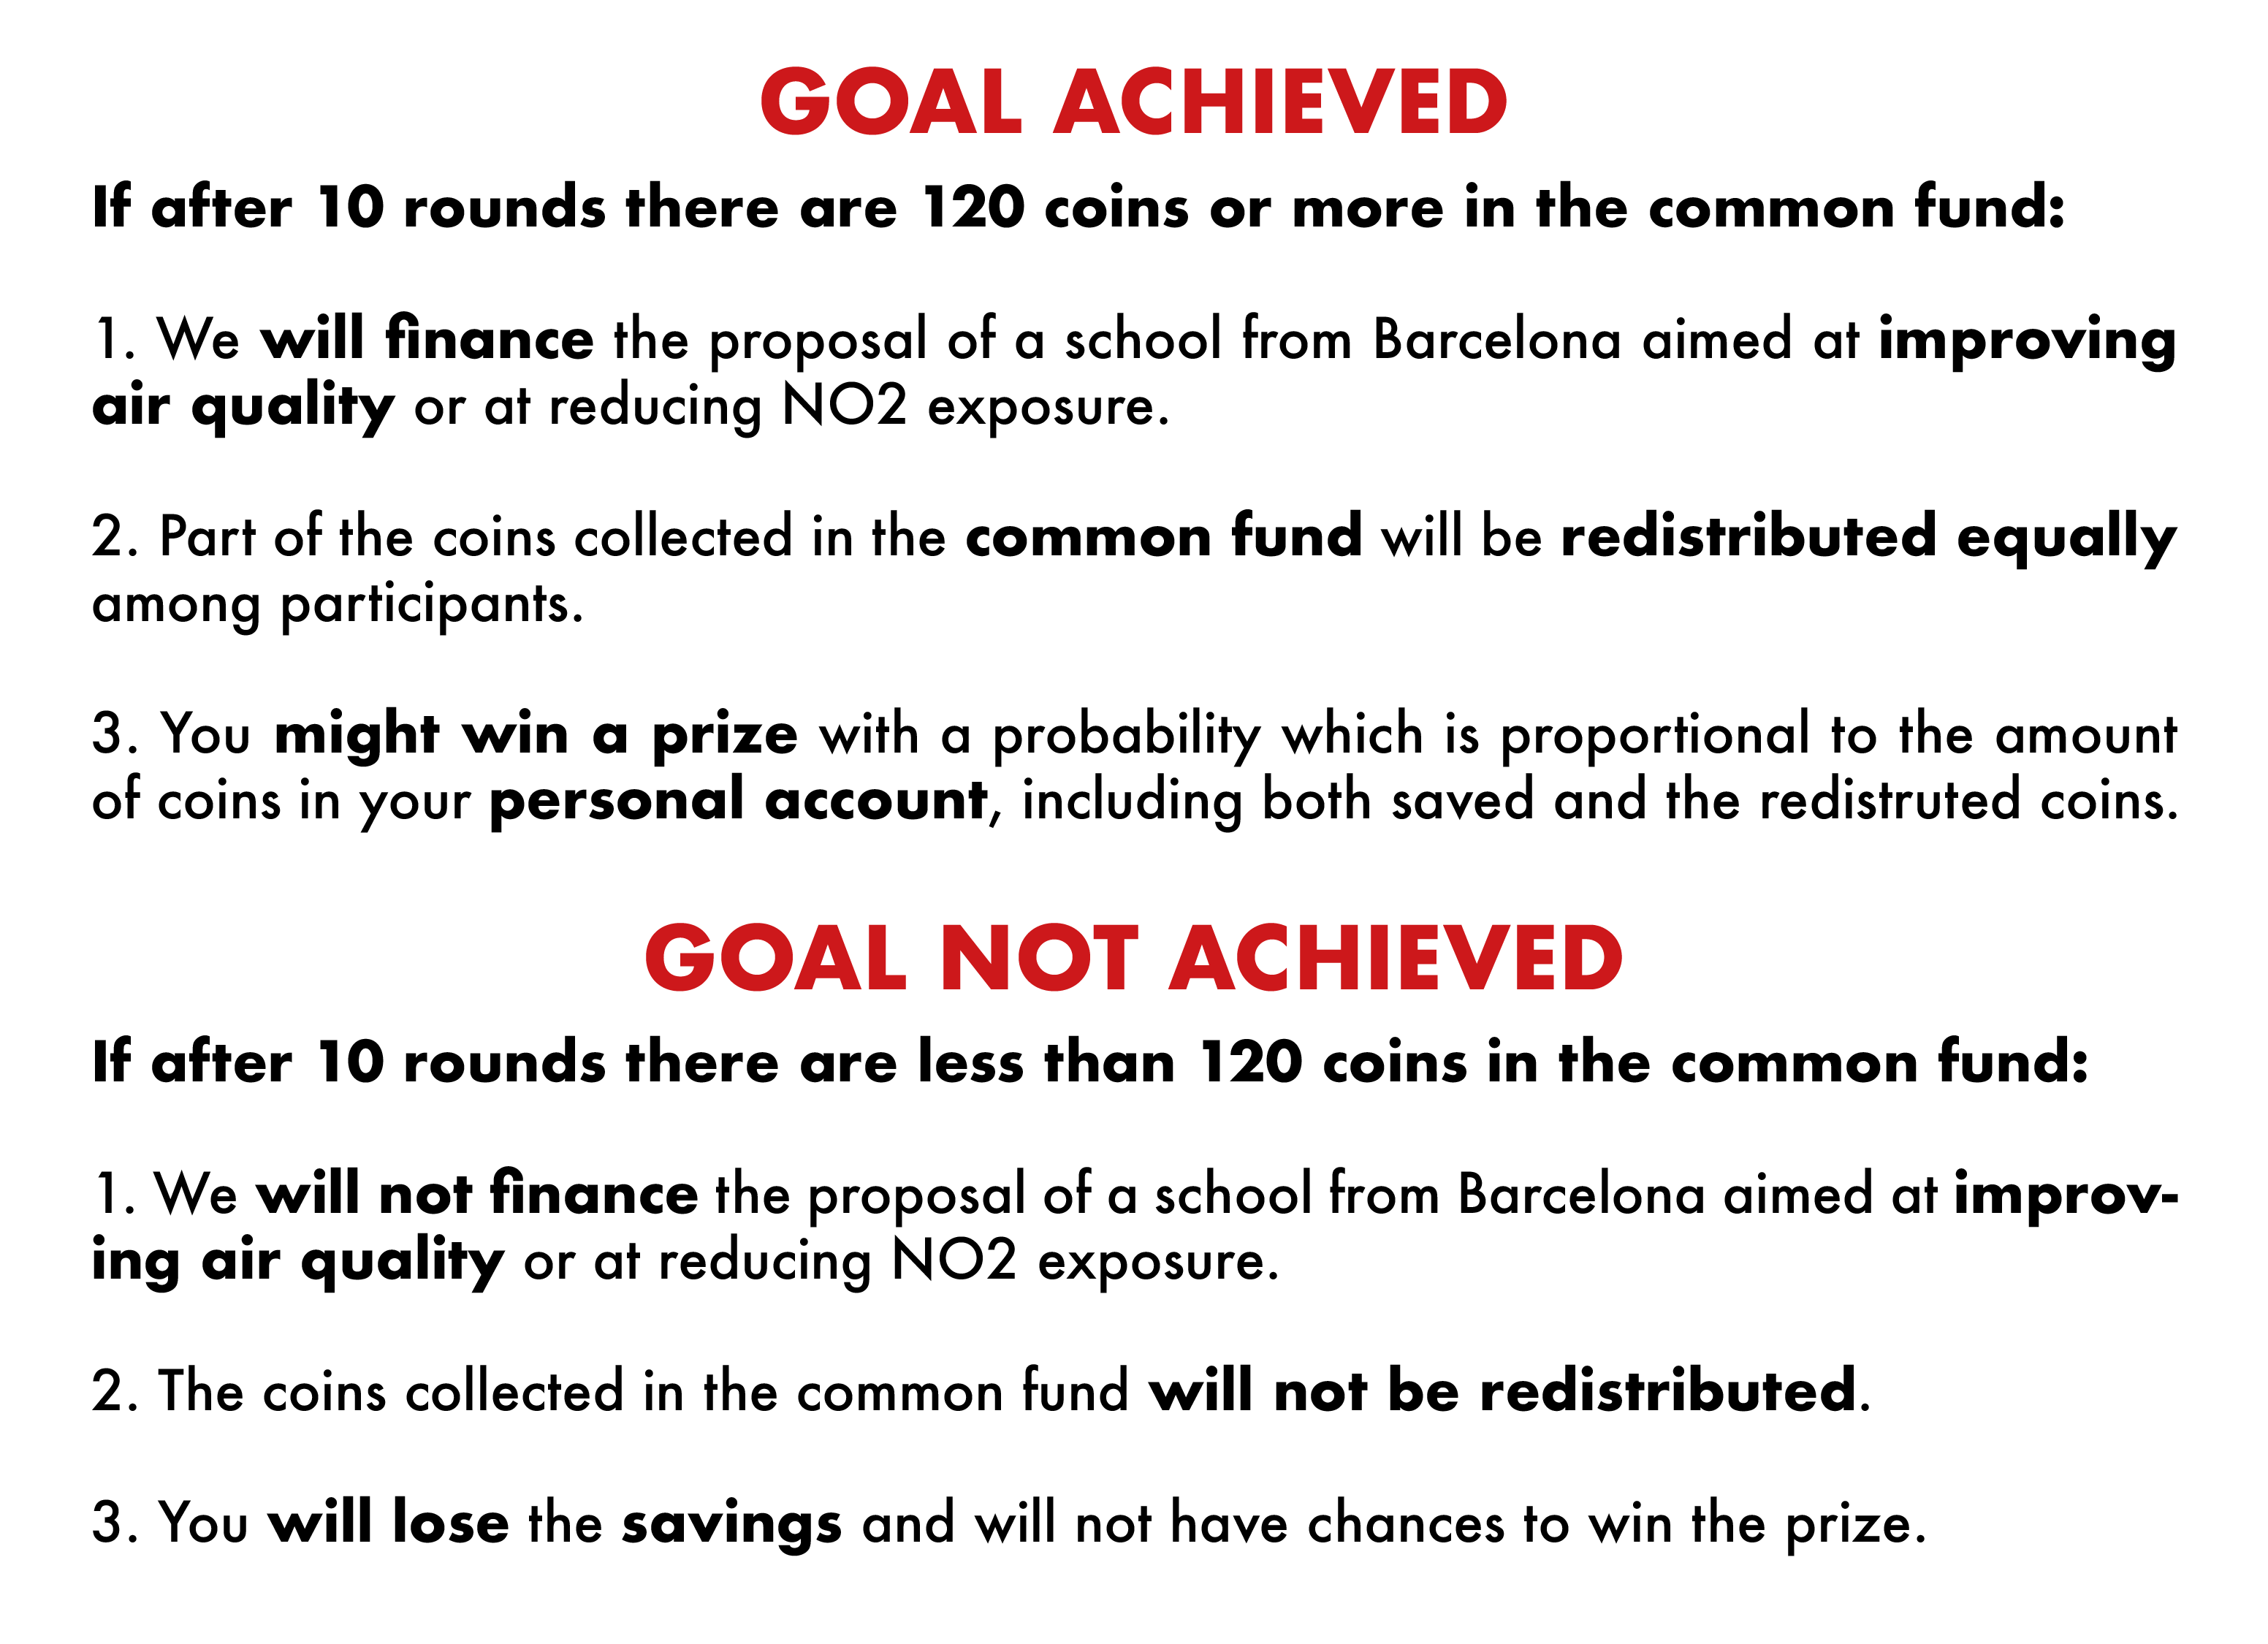 GOAL ACHIEVED
If after 10 rounds there are 120 coins or more in the common fund:
1. We will finance the proposal of a school from Barcelona aimed at improving
air quality or at reducing NO2 exposure.
2. Part of the coins collected in the common fund will be redistributed equally
among participants.
3. You might win a prize with a probability which is proportional to the amount
of coins in your personal account, including both saved and the redistruted coins.
GOAL NOT ACHIEVED
If after 10 rounds there are less than 120 coins in the common fund:
1. We will not finance the proposal of a school from Barcelona aimed at improv-
ing air quality or at reducing NO2 exposure.
2. The coins collected in the common fund will not be redistributed.
3. You will lose the savings and will not have chances to win the prize.